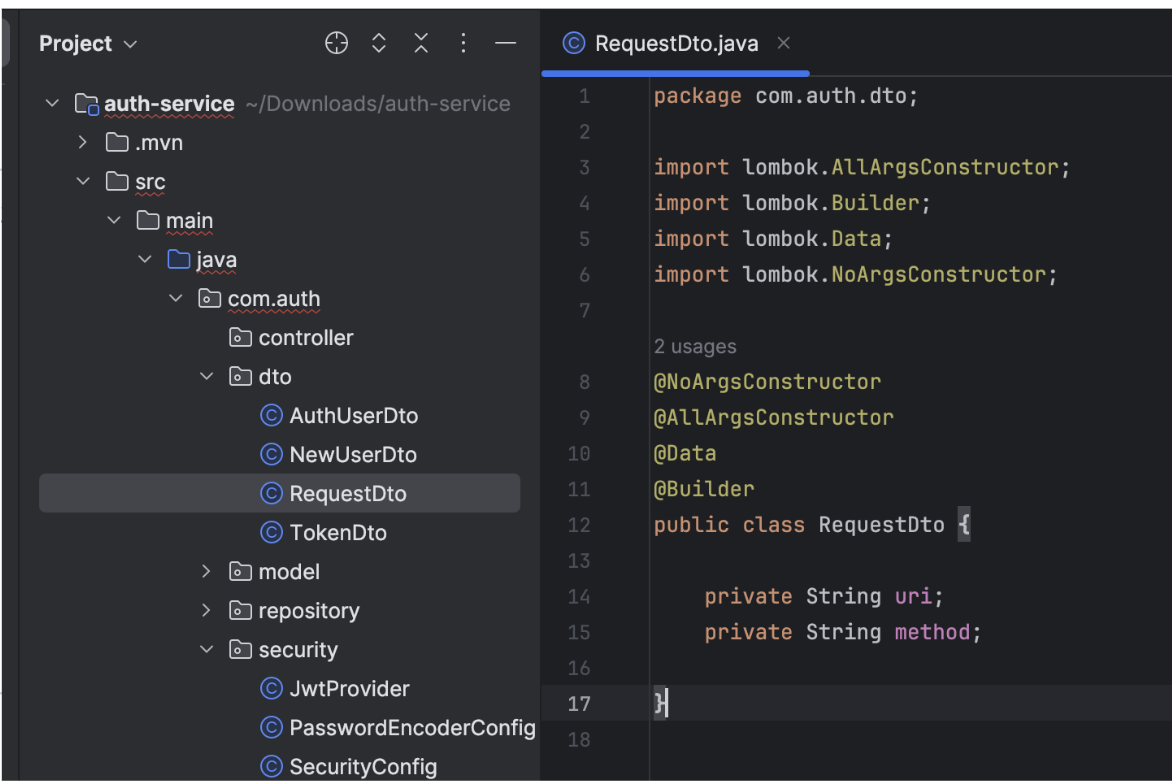 Project
auth-service ~/Downloads/auth-service
.mvn
src
main
java
com.auth
controller
dto
AuthUserDto
NewUserDto
RequestDto
TokenDto
model
repository
security
JwtProvider
PasswordEncoderConfig
SecurityConfig
RequestDto.java
1 package com.auth.dto;
2
3 import lombok.AllArgsConstructor;
4 import lombok.Builder;
5 import lombok.Data;
6 import lombok.NoArgsConstructor;
7
2 usages
8 @NoArgsConstructor
9 @AllArgsConstructor
10 @Data
11 @Builder
12 public class RequestDto {
13
14 private String uri;
15 private String method;
16
17 }
18